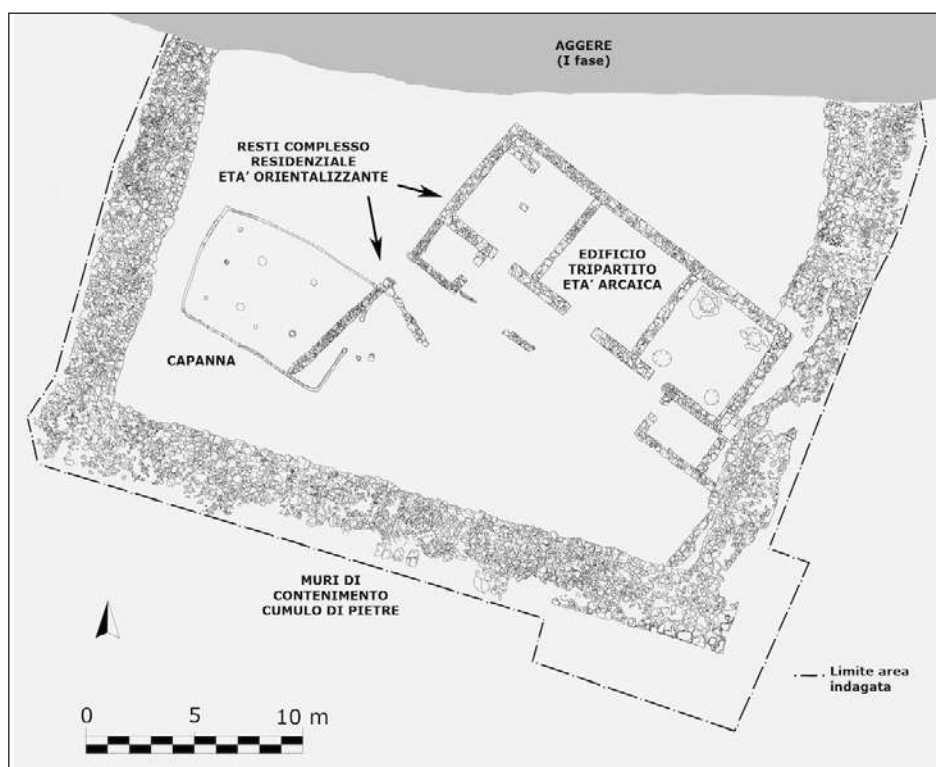 AGGERE
(I fase)
RESTI COMPLESSO
RESIDENZIALE
ETA' ORIENTALIZZANTE
EDIFICIO
TRIPARTITO
ETA' ARCAICA
CAPANNA
MURI DI
CONTENIMENTO
CUMULO DI PIETRE
Limite area
indagata
0 5 10 m